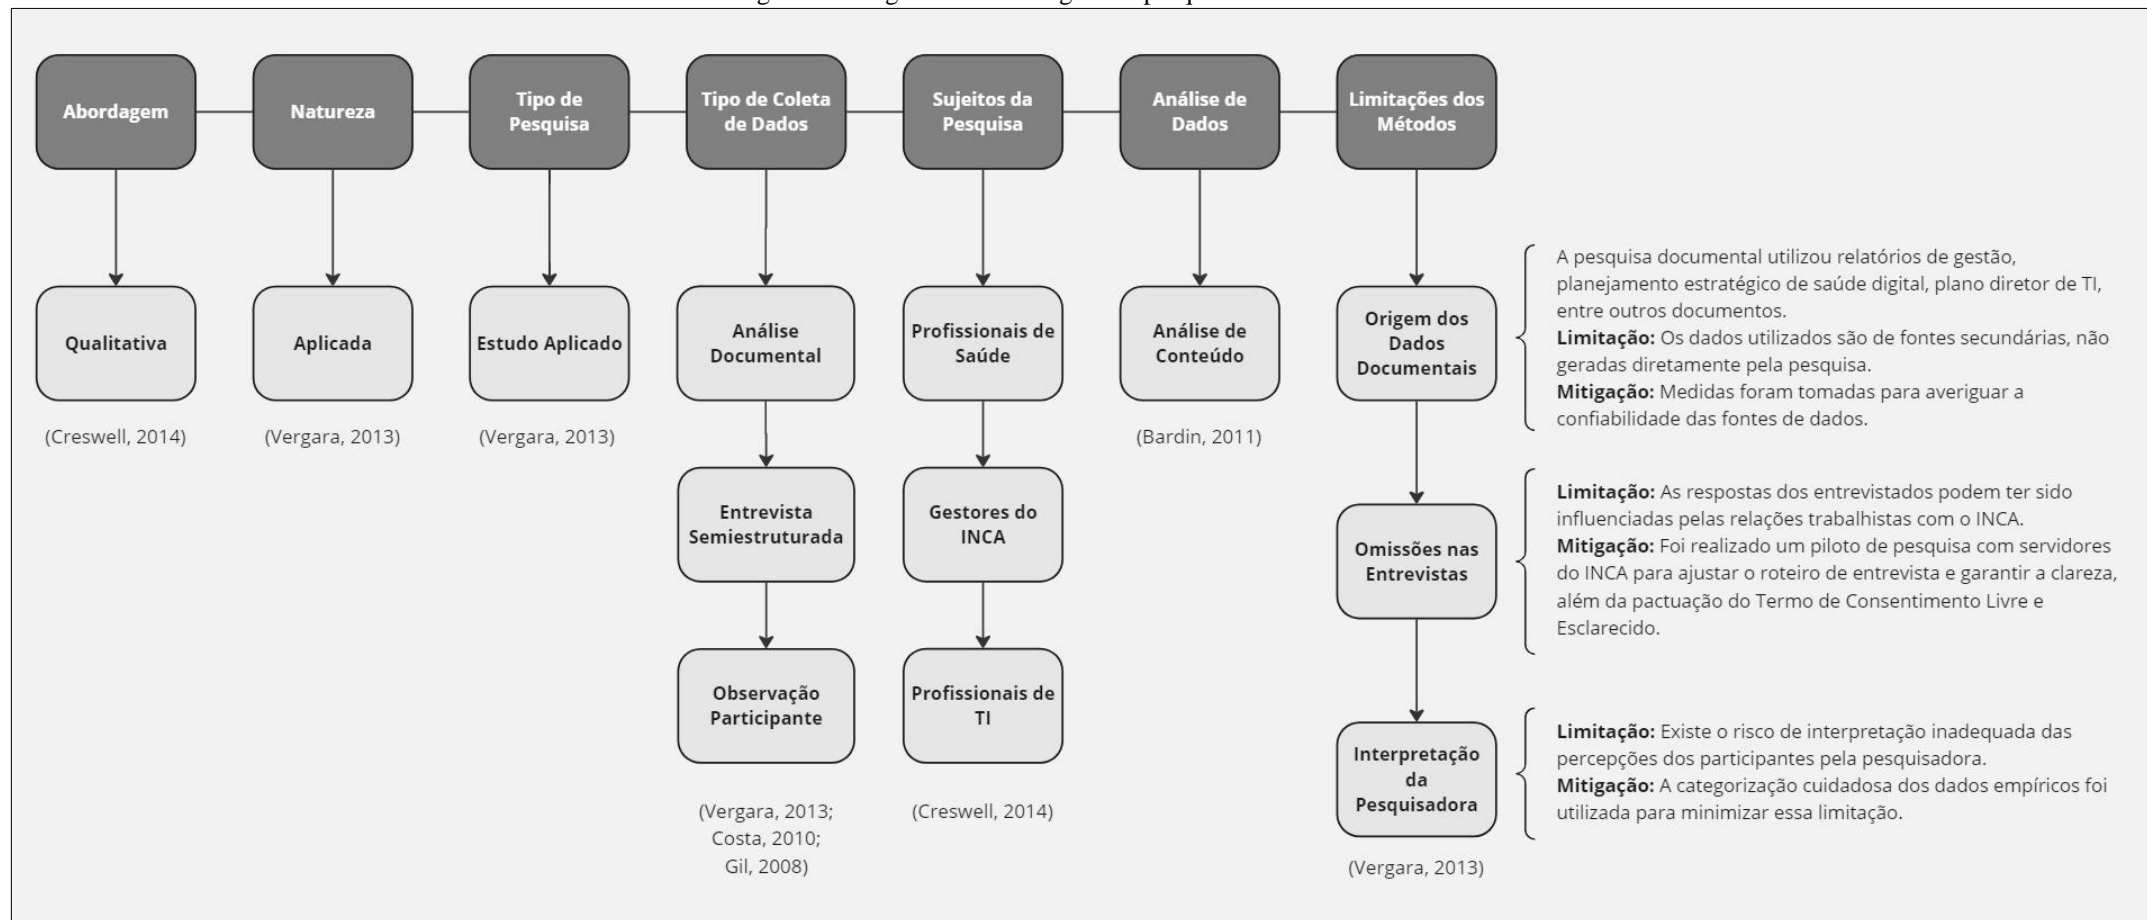 Abordagem
Natureza
Tipo de
Pesquisa
Tipo de Coleta
de Dados
Sujeitos da
Pesquisa
Análise de
Dados
Limitações dos
Métodos
Qualitativa
(Creswell, 2014)
Aplicada
(Vergara, 2013)
Estudo Aplicado
(Vergara, 2013)
Análise
Documental
Entrevista
Semiestruturada
Observação
Participante
(Vergara, 2013;
Costa, 2010;
Gil, 2008)
Profissionais de
Saúde
Gestores do
INCA
Profissionais de
TI
(Creswell, 2014)
Análise de
Conteúdo
(Bardin, 2011)
Origem dos
Dados
Documentais
A pesquisa documental utilizou relatórios de gestão,
planejamento estratégico de saúde digital, plano diretor de TI,
entre outros documentos.
Limitação: Os dados utilizados são de fontes secundárias, não
geradas diretamente pela pesquisa.
Mitigação: Medidas foram tomadas para averiguar a
confiabilidade das fontes de dados.
Omissões nas
Entrevistas
Limitação: As respostas dos entrevistados podem ter sido
influenciadas pelas relações trabalhistas com o INCA.
Mitigação: Foi realizado um piloto de pesquisa com servidores
do INCA para ajustar o roteiro de entrevista e garantir a clareza,
além da pactuação do Termo de Consentimento Livre e
Esclarecido.
Interpretação
da
Pesquisadora
Limitação: Existe o risco de interpretação inadequada das
percepções dos participantes pela pesquisadora.
Mitigação: A categorização cuidadosa dos dados empíricos foi
utilizada para minimizar essa limitação.
(Vergara, 2013)